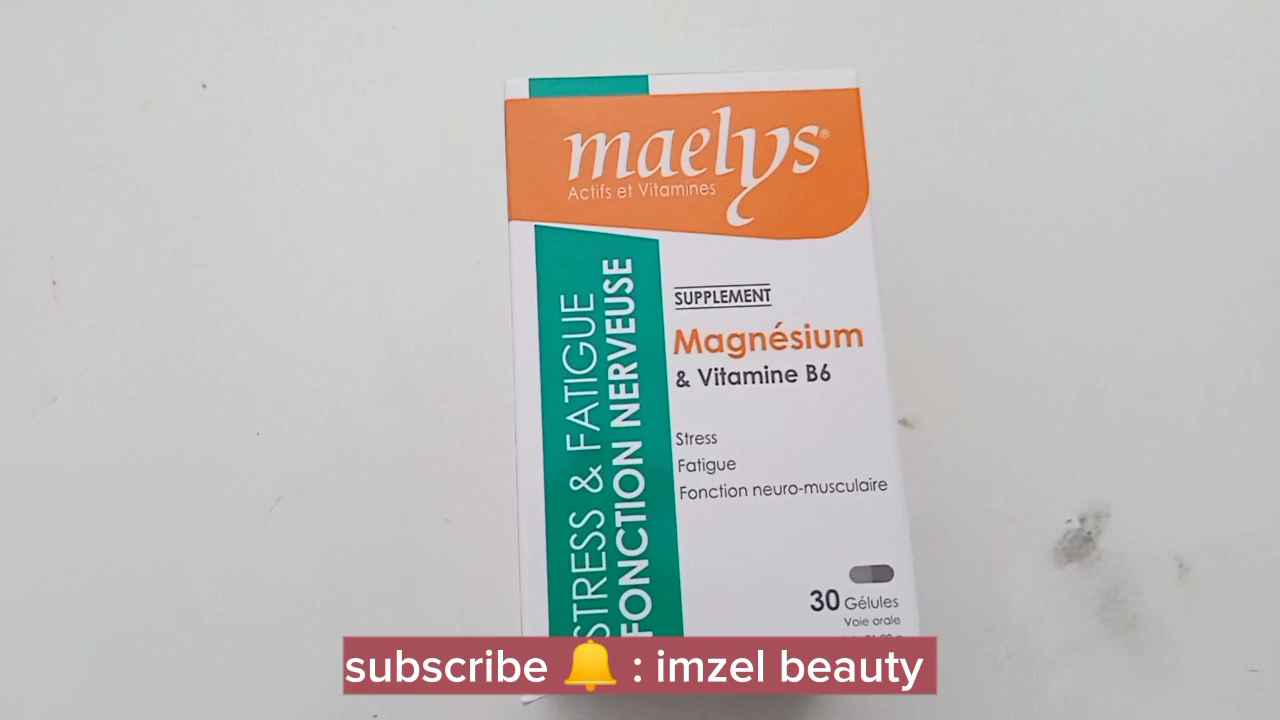 maelys®
Actifs et Vitamines
STRESS & FATIGUE
FONCTION NERVEUSE
SUPPLEMENT
Magnésium
& Vitamine B6
Stress
Fatigue
Fonction neuro-musculaire
30 Gélules
Voie orale
subscribe 🔔 : imzel beauty